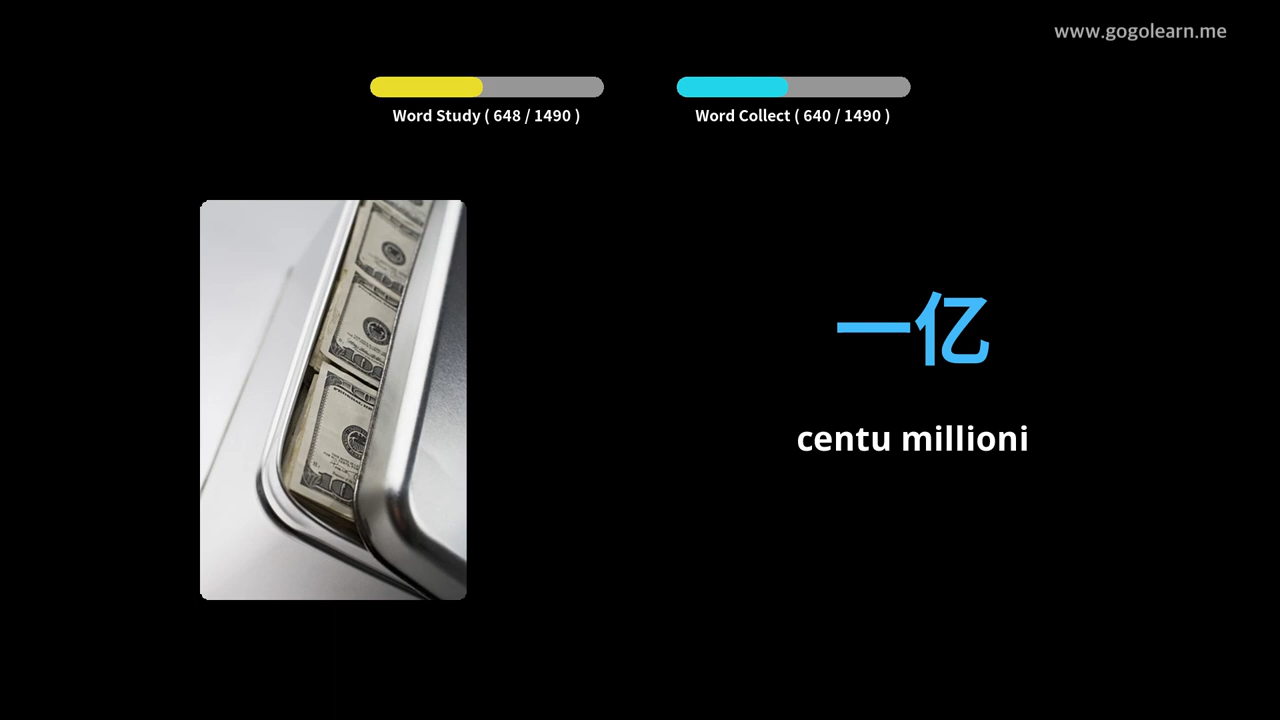 www.gogolearn.me
Word Study ( 648 / 1490 )
Word Collect ( 640 / 1490 )
一亿
centu millioni